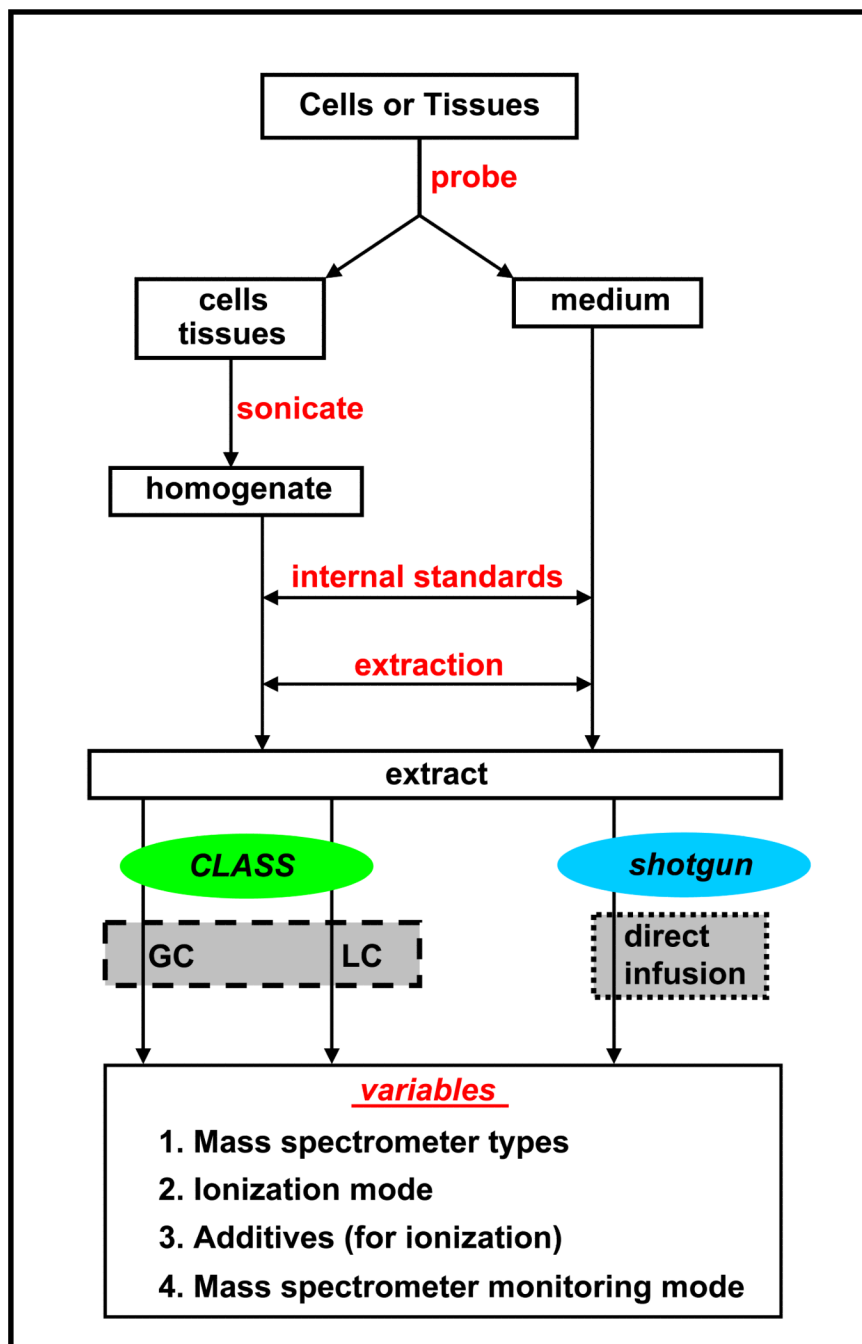 Cells or Tissues
probe
cells
tissues
medium
sonicate
homogenate
internal standards
extraction
extract
CLASS
shotgun
GC
LC
direct
infusion
variables
1. Mass spectrometer types
2. Ionization mode
3. Additives (for ionization)
4. Mass spectrometer monitoring mode